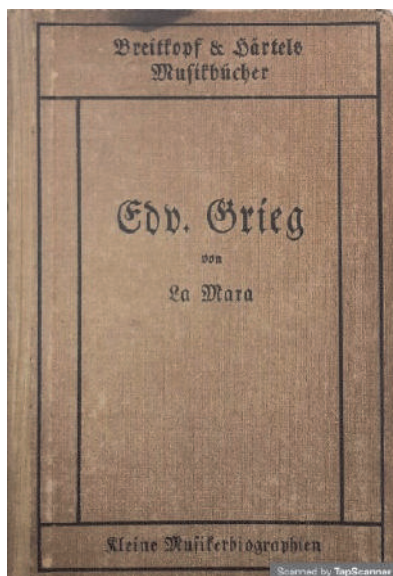 Breitkopf & Härtels
Musikbücher
Edv. Grieg
von
La Mara
Kleine Musikerbiographien
Scanned by TapScanner